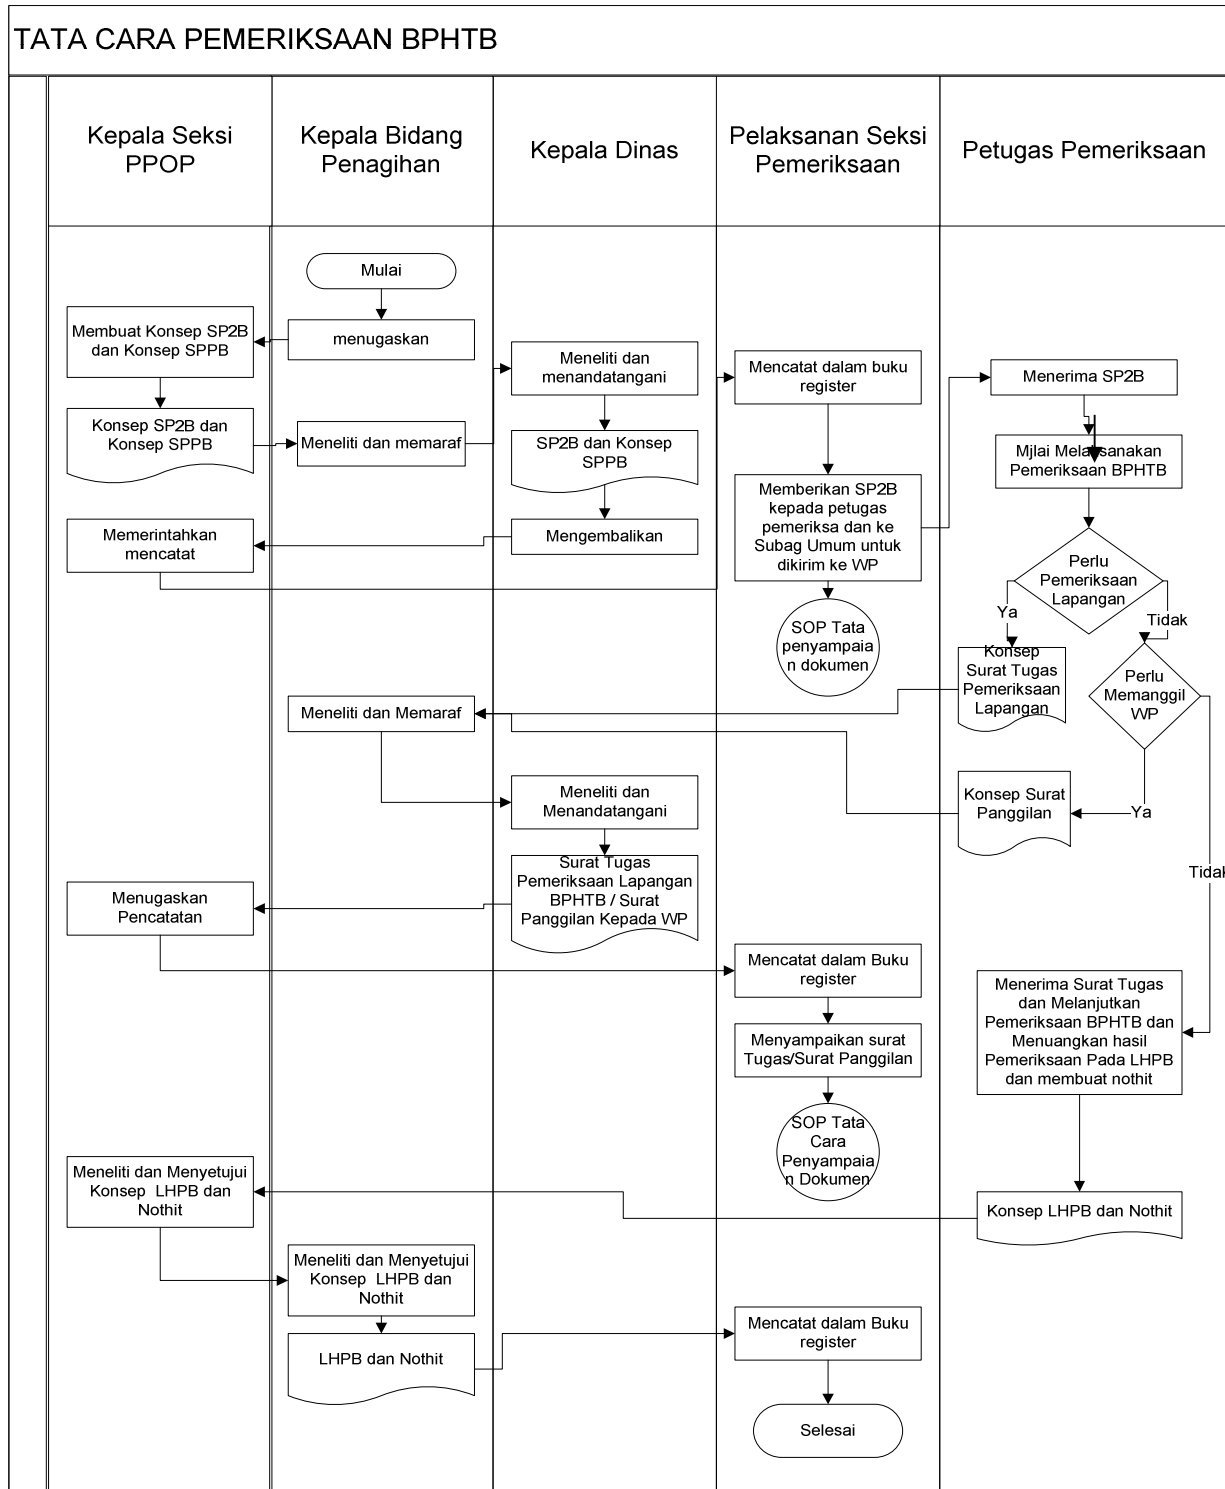 TATA CARA PEMERIKSAAN BPHTB
Kepala Seksi
PPOP
Kepala Bidang
Penagihan
Kepala Dinas
Pelaksanan Seksi
Pemeriksaan
Petugas Pemeriksaan
Mulai
menugaskan
Membuat Konsep SP2B
dan Konsep SPPB
Konsep SP2B dan
Konsep SPPB
Meneliti dan memaraf
Meneliti dan
menandatangani
SP2B dan Konsep
SPPB
Mengembalikan
Memerintahkan
mencatat
Mencatat dalam buku
register
Memberikan SP2B
kepada petugas
pemeriksa dan ke
Subag Umum untuk
dikirim ke WP
SOP Tata
penyampaia
n dokumen
Menerima SP2B
Mjlai Melaksanakan
Pemeriksaan BPHTB
Perlu
Pemeriksaan
Lapangan
Ya
Tidak
Konsep
Surat Tugas
Pemeriksaan
Lapangan
Perlu
Memanggil
WP
Ya
Tidak
Konsep Surat
Panggilan
Meneliti dan Memaraf
Meneliti dan
Menandatangani
Surat Tugas
Pemeriksaan Lapangan
BPHTB / Surat
Panggilan Kepada WP
Menugaskan
Pencatatan
Mencatat dalam Buku
register
Menyampaikan surat
Tugas/Surat Panggilan
SOP Tata
Cara
Penyampaia
n Dokumen
Menerima Surat Tugas
dan Melanjutkan
Pemeriksaan BPHTB dan
Menuangkan hasil
Pemeriksaan Pada LHPB
dan membuat nothit
Konsep LHPB dan Nothit
Meneliti dan Menyetujui
Konsep LHPB dan
Nothit
Meneliti dan Menyetujui
Konsep LHPB dan
Nothit
LHPB dan Nothit
Mencatat dalam Buku
register
Selesai